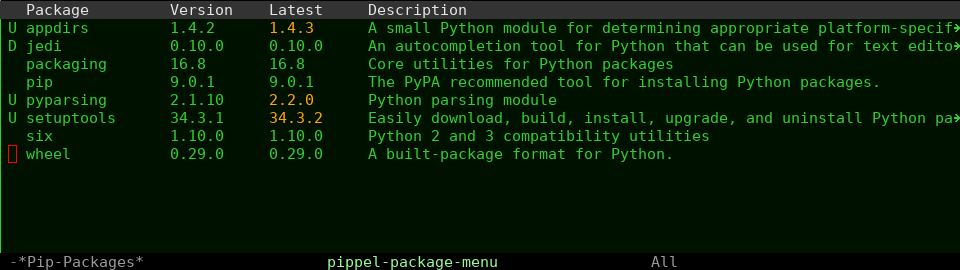 Package Version Latest Description
U appdirs 1.4.2 1.4.3 A small Python module for determining appropriate platform-specif
D jedi 0.10.0 0.10.0 An autocompletion tool for Python that can be used for text edito
packaging 16.8 16.8 Core utilities for Python packages
pip 9.0.1 9.0.1 The PyPA recommended tool for installing Python packages.
U pyparsing 2.1.10 2.2.0 Python parsing module
U setuptools 34.3.1 34.3.2 Easily download, build, install, upgrade, and uninstall Python pa
six 1.10.0 1.10.0 Python 2 and 3 compatibility utilities
wheel 0.29.0 0.29.0 A built-package format for Python.
-*Pip-Packages* pippel-package-menu All